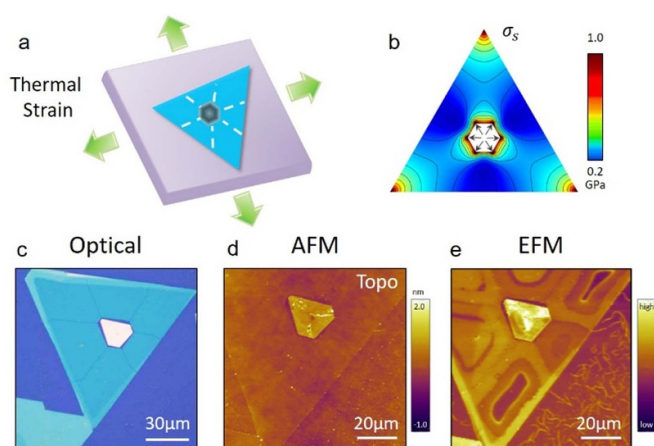 a
Thermal
Strain
b
σs
1.0
0.2
GPa
c
Optical
30μm
d
AFM
Topo
nm
2.0
-1.0
20μm
e
EFM
high
low
20μm